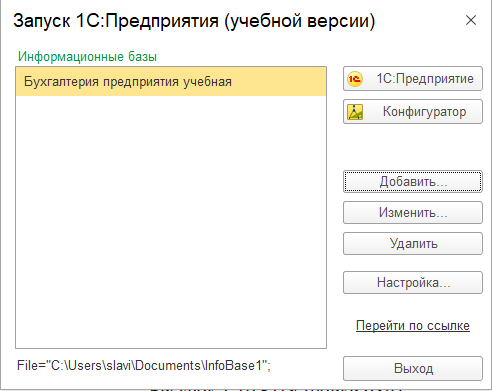 Запуск 1С:Предприятия (учебной версии)
Информационные базы
Бухгалтерия предприятия учебная
1С:Предприятие
Конфигуратор
Добавить...
Изменить...
Удалить
Настройка...
Перейти по ссылке
File="C:\Users\slavi\Documents\InfoBase1";
Выход